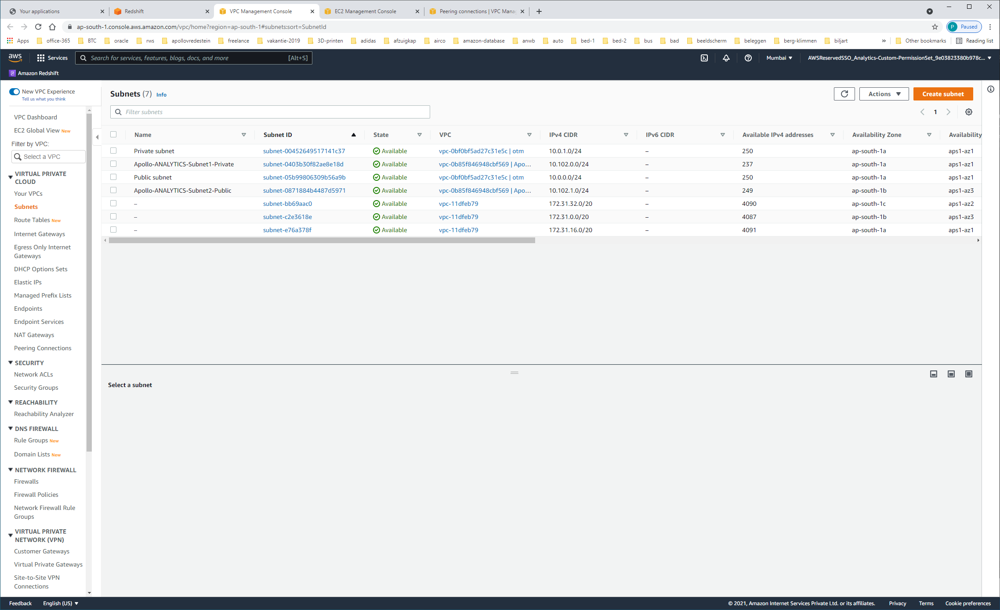 Your applications
Redshift
VPC Management Console
EC2 Management Console
Peering connections | VPC Mana
ap-south-1.console.aws.amazon.com/vpc/home?region=ap-south-1#subnets:sort=SubnetId
P Paused
Apps office-365 BTC oracle rws apollovredestein freelance vakantie-2019 3D-printen adidas afzuigkap airco amazon-database anwb auto bed-1 bed-2 bus bad beeldscherm beleggen berg-klimmen biljart » Other bookmarks Reading list
aws Services Search for services, features, blogs, docs, and more [Alt+S] Mumbai AWSReservedSSO_Analytics-Custom-PermissionSet_9e03823380b978c...
Amazon Redshift
New VPC Experience
Tell us what you think
VPC Dashboard
EC2 Global View New
Filter by VPC:
Select a VPC
VIRTUAL PRIVATE
CLOUD
Your VPCs
Subnets
Route Tables New
Internet Gateways
Egress Only Internet
Gateways
DHCP Options Sets
Elastic IPs
Managed Prefix Lists
Endpoints
Endpoint Services
NAT Gateways
Peering Connections
SECURITY
Network ACLs
Security Groups
REACHABILITY
Reachability Analyzer
DNS FIREWALL
Rule Groups New
Domain Lists New
NETWORK FIREWALL
Firewalls
Firewall Policies
Network Firewall Rule
Groups
VIRTUAL PRIVATE
NETWORK (VPN)
Customer Gateways
Virtual Private Gateways
Site-to-Site VPN
Connections
Subnets (7) Info
Actions
Create subnet
Filter subnets
1
Name Subnet ID State VPC IPv4 CIDR IPv6 CIDR Available IPv4 addresses Availability Zone Availability
Private subnet subnet-00452649517141c37 Available vpc-0bf0bf5ad27c31e5c | otm 10.0.1.0/24 – 250 ap-south-1a aps1-az1
Apollo-ANALYTICS-Subnet1-Private subnet-0403b30f82ae8e18d Available vpc-0b85f846948cbf569 | Apo... 10.102.0.0/24 – 237 ap-south-1a aps1-az1
Public subnet subnet-05b99806309b56a9b Available vpc-0bf0bf5ad27c31e5c | otm 10.0.0.0/24 – 250 ap-south-1a aps1-az1
Apollo-ANALYTICS-Subnet2-Public subnet-0871884b4487d5971 Available vpc-0b85f846948cbf569 | Apo... 10.102.1.0/24 – 249 ap-south-1b aps1-az3
– subnet-bb69aac0 Available vpc-11dfeb79 172.31.32.0/20 – 4090 ap-south-1c aps1-az2
– subnet-c2e3618e Available vpc-11dfeb79 172.31.0.0/20 – 4087 ap-south-1b aps1-az3
– subnet-e76a378f Available vpc-11dfeb79 172.31.16.0/20 – 4091 ap-south-1a aps1-az1
Select a subnet
Feedback English (US) © 2021, Amazon Internet Services Private Ltd. or its affiliates. Privacy Terms Cookie preferences